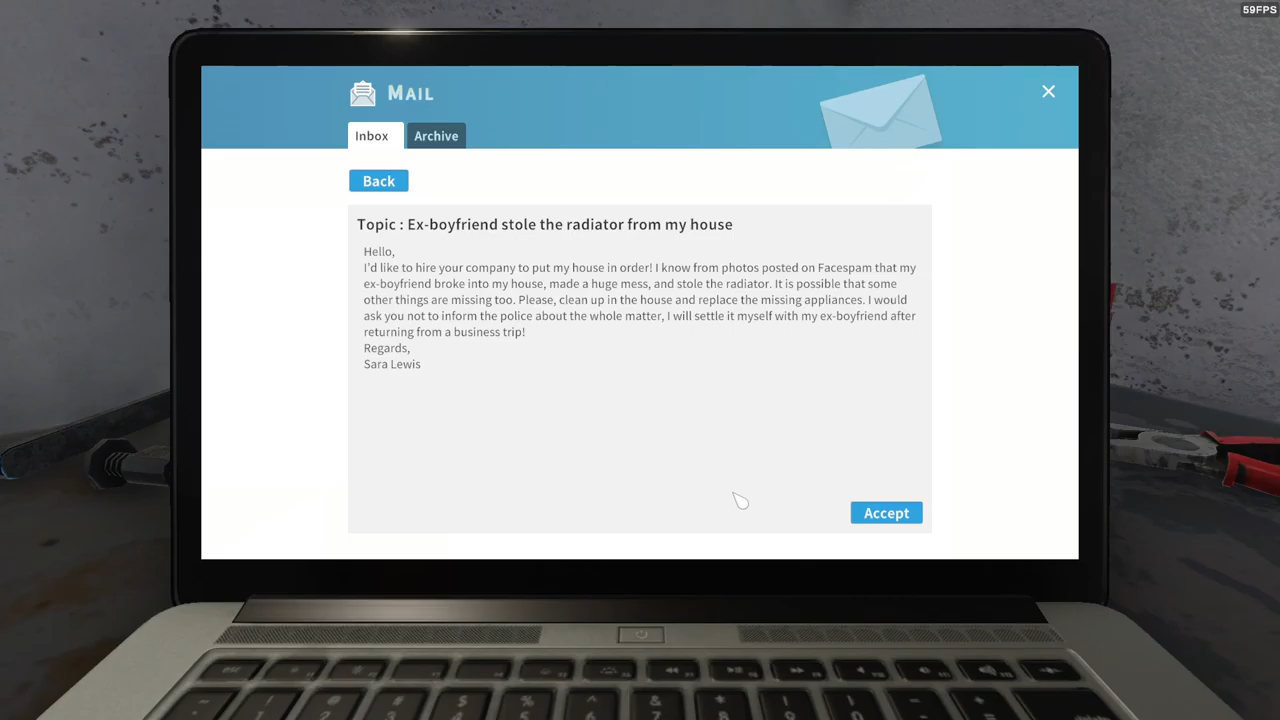 59FPS
MAIL
Inbox
Archive
Back
Topic : Ex-boyfriend stole the radiator from my house
Hello,
I'd like to hire your company to put my house in order! I know from photos posted on Facespam that my
ex-boyfriend broke into my house, made a huge mess, and stole the radiator. It is possible that some
other things are missing too. Please, clean up in the house and replace the missing appliances. I would
ask you not to inform the police about the whole matter, I will settle it myself with my ex-boyfriend after
returning from a business trip!
Regards,
Sara Lewis
Accept